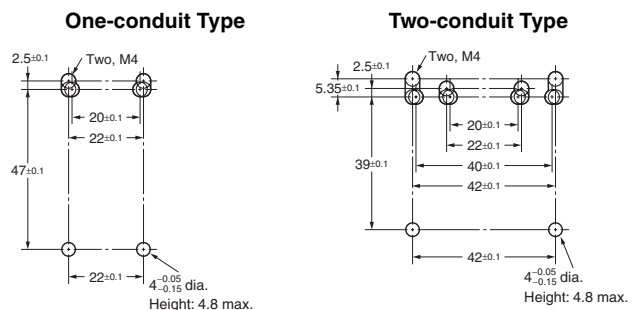 One-conduit Type
2.5±0.1
Two, M4
20±0.1
22±0.1
47±0.1
22±0.1
4−0.05 −0.15 dia.
Height: 4.8 max.
Two-conduit Type
2.5±0.1
Two, M4
5.35±0.1
20±0.1
22±0.1
39±0.1
40±0.1
42±0.1
42±0.1
4−0.05 −0.15 dia.
Height: 4.8 max.